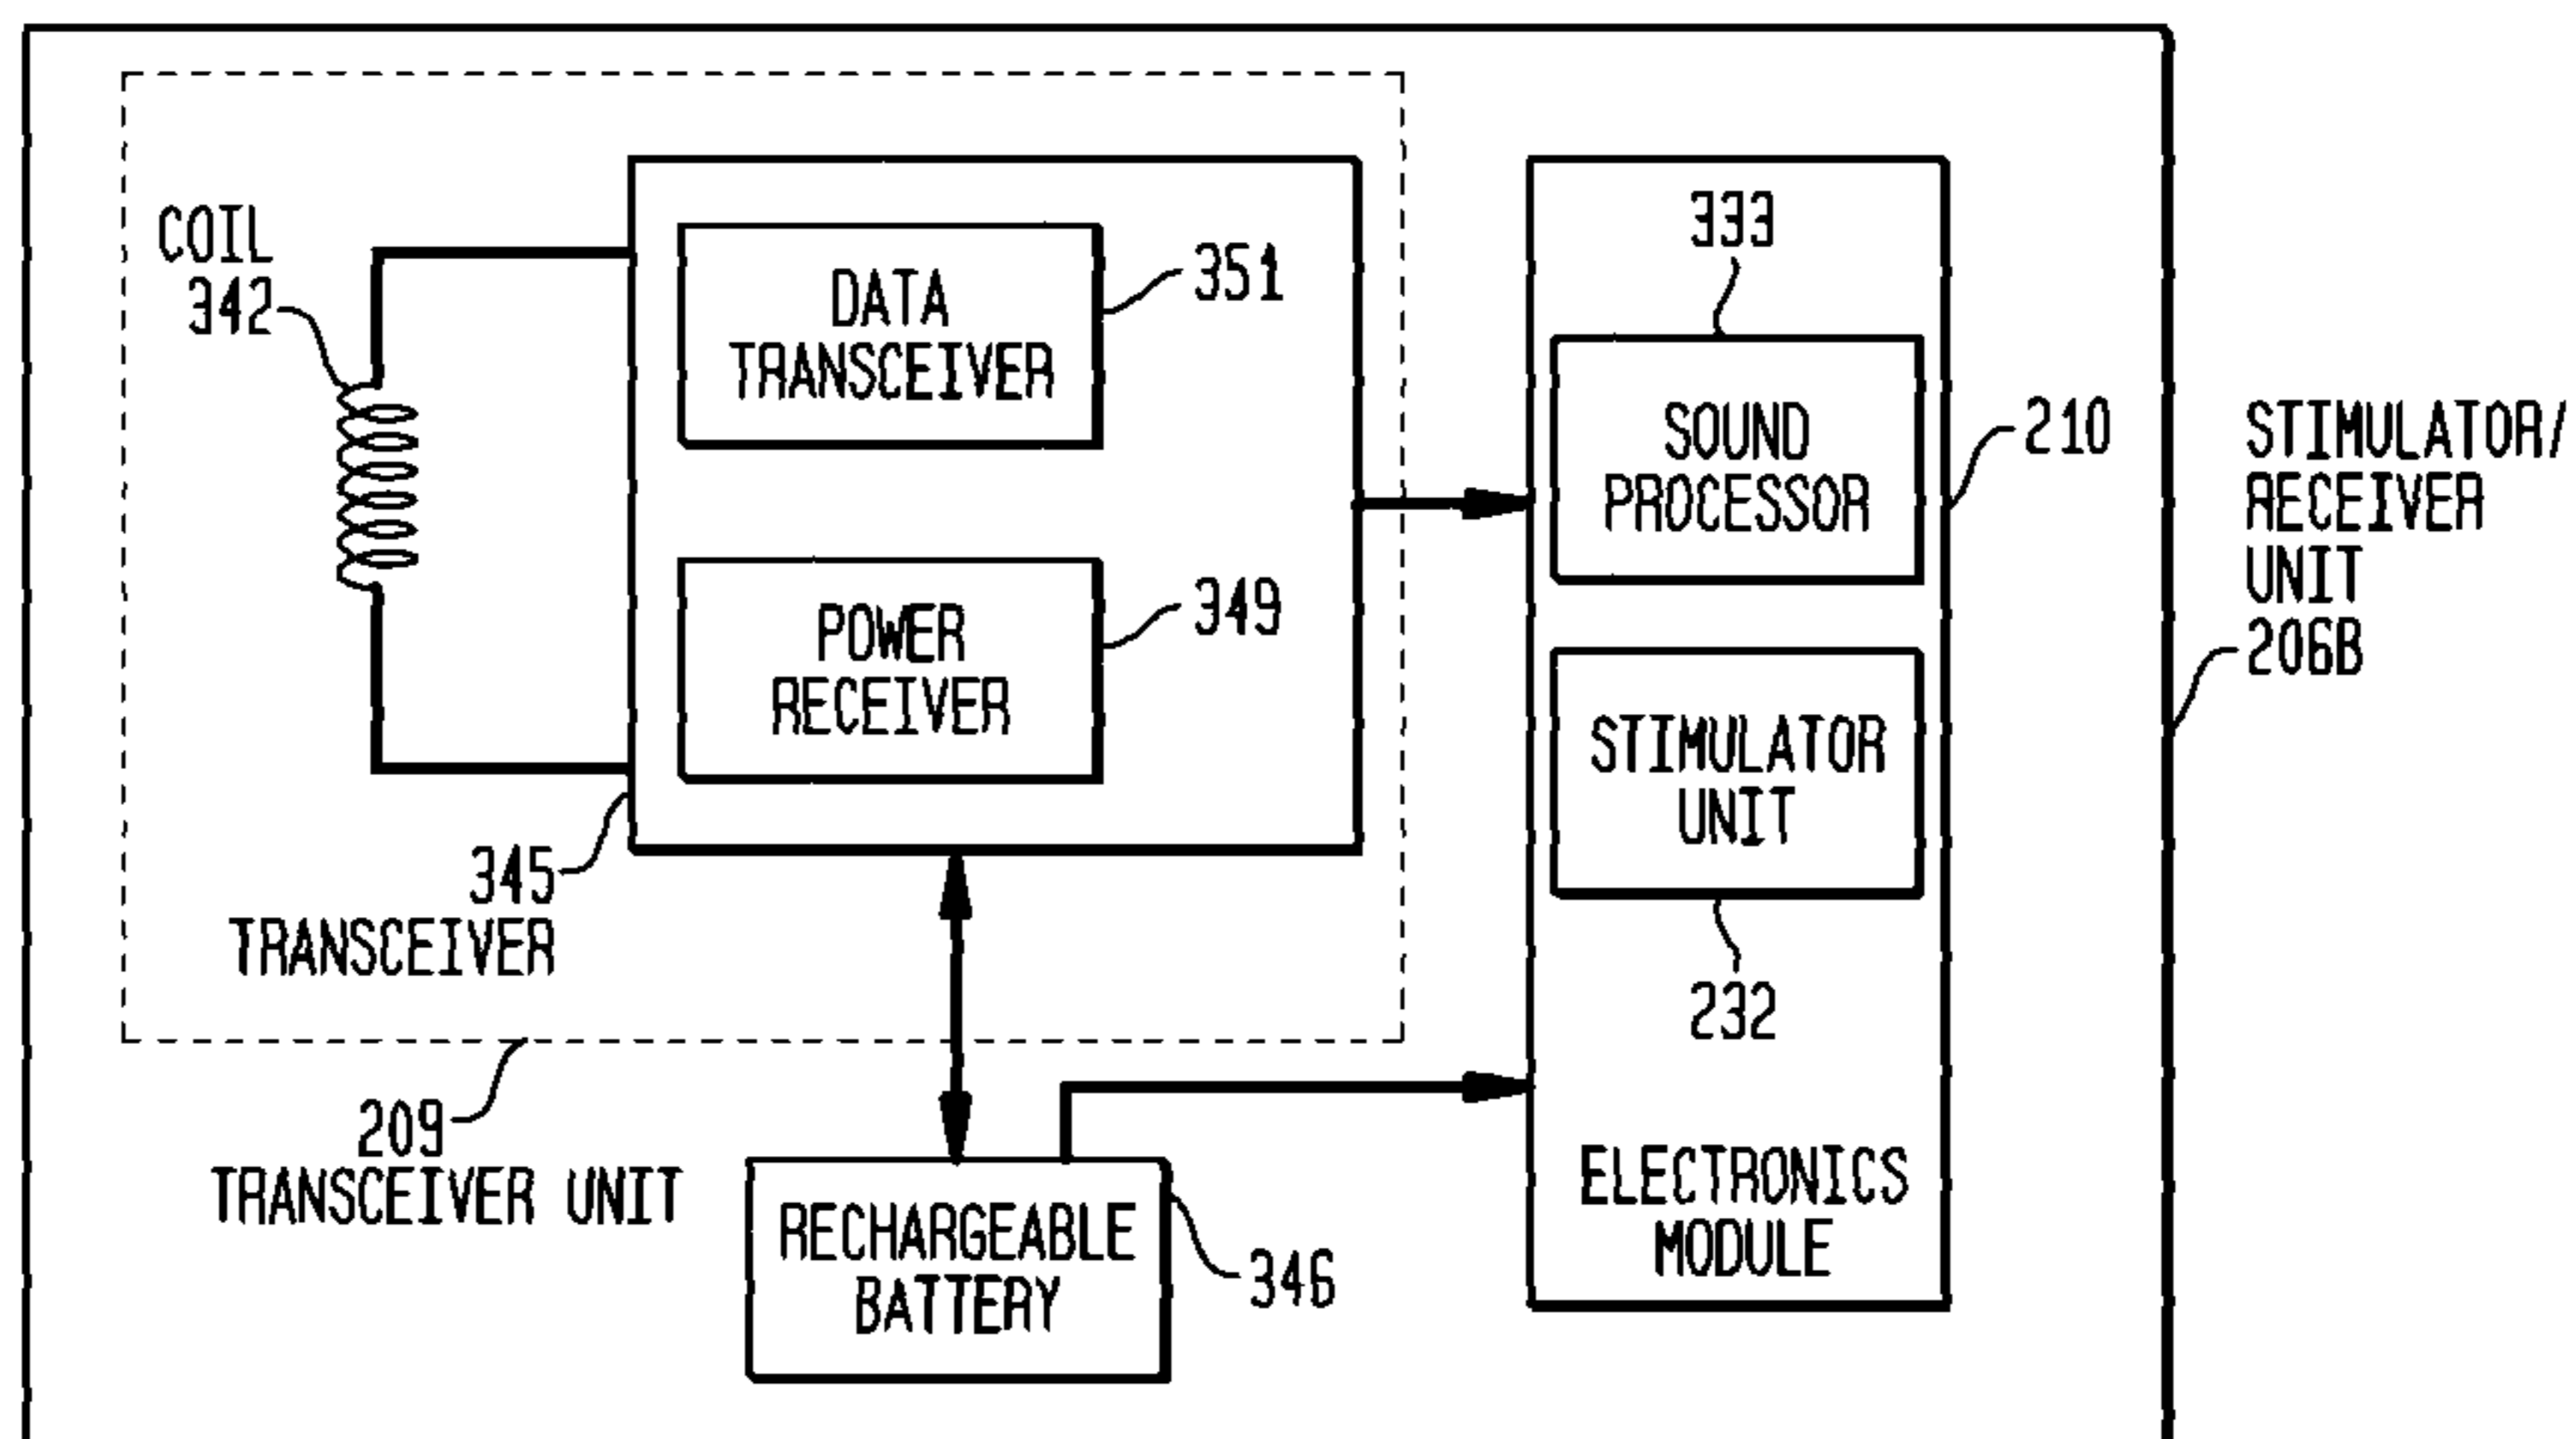 COIL
342
DATA
TRANSCEIVER
351
POWER
RECEIVER
349
345
TRANSCEIVER
209
TRANSCEIVER UNIT
RECHARGEABLE
BATTERY
346
333
SOUND
PROCESSOR
210
STIMULATOR
UNIT
232
ELECTRONICS
MODULE
STIMULATOR/
RECEIVER
UNIT
206B